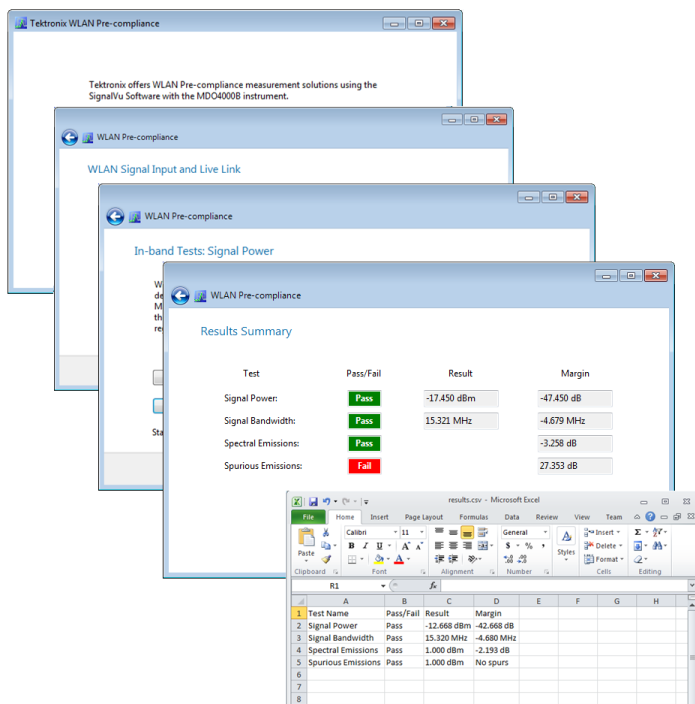 Tektronix WLAN Pre-compliance
Tektronix offers WLAN Pre-compliance measurement solutions using the
SignalVu Software with the MDO4000B instrument.
WLAN Pre-compliance
WLAN Signal Input and Live Link
WLAN Pre-compliance
In-band Tests: Signal Power
WLAN Pre-compliance
Results Summary
Test Pass/Fail Result Margin
Signal Power: Pass -17.450 dBm -47.450 dB
Signal Bandwidth: Pass 15.321 MHz -4.679 MHz
Spectral Emissions: Pass -3.258 dB
Spurious Emissions: Fail 27.353 dB
results.csv - Microsoft Excel
File Home Insert Page Layout Formulas Data Review View Team
Calibri 11 General Insert
Paste B I U Styles Delete
Format
Clipboard Font Alignment Number Cells Editing
R1 fx
A B C D E F G H
1 Test Name Pass/Fail Result Margin
2 Signal Power Pass -12.668 dBm -42.668 dB
3 Signal Bandwidth Pass 15.320 MHz -4.680 MHz
4 Spectral Emissions Pass 1.000 dBm -2.193 dB
5 Spurious Emissions Pass 1.000 dBm No spurs
6
7
8